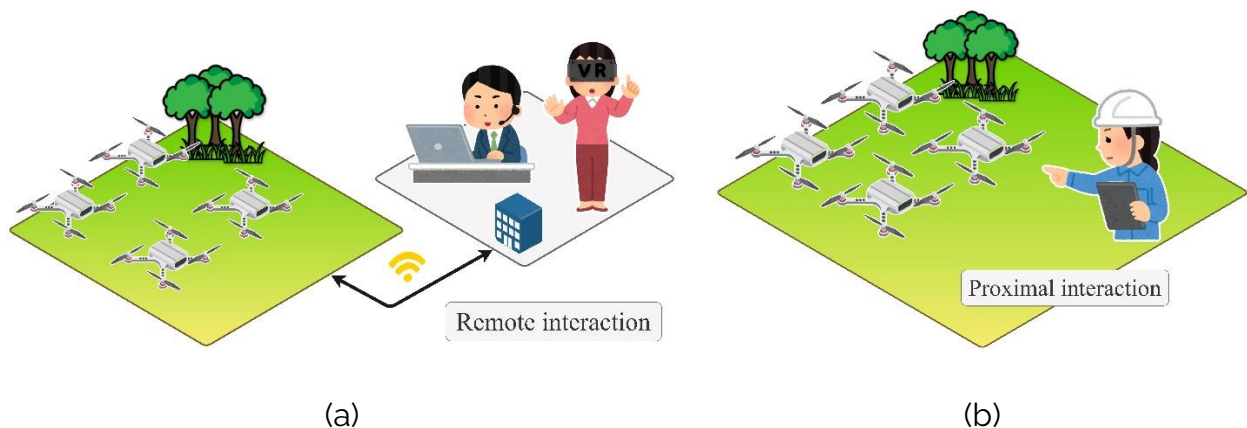 VR
Remote interaction
Proximal interaction
(a)
(b)